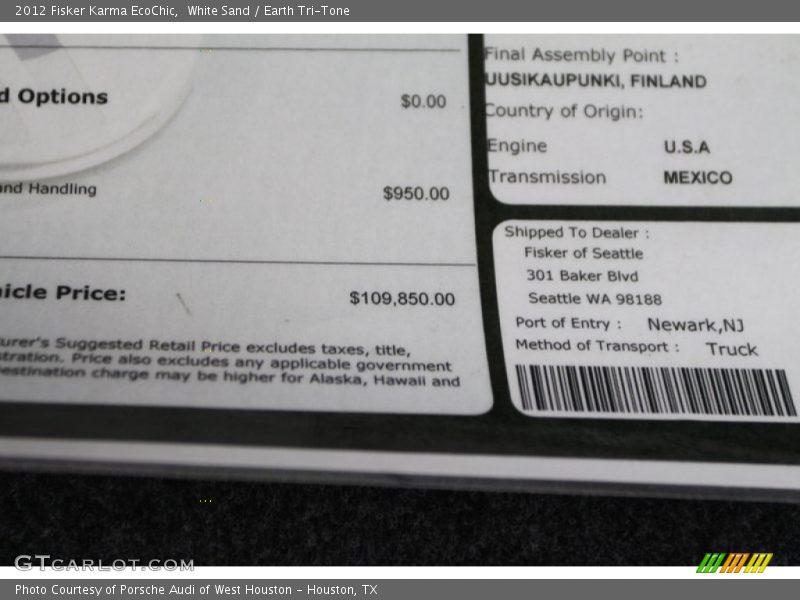 2012 Fisker Karma EcoChic, White Sand / Earth Tri-Tone
d Options $0.00
and Handling $950.00
icle Price: $109,850.00
urer's Suggested Retail Price excludes taxes, title,
stration. Price also excludes any applicable government
estination charge may be higher for Alaska, Hawaii and
Final Assembly Point :
UUSIKAUPUNKI, FINLAND
Country of Origin:
Engine U.S.A
Transmission MEXICO
Shipped To Dealer :
Fisker of Seattle
301 Baker Blvd
Seattle WA 98188
Port of Entry : Newark,NJ
Method of Transport : Truck
GTCARLOT.COM
Photo Courtesy of Porsche Audi of West Houston - Houston, TX